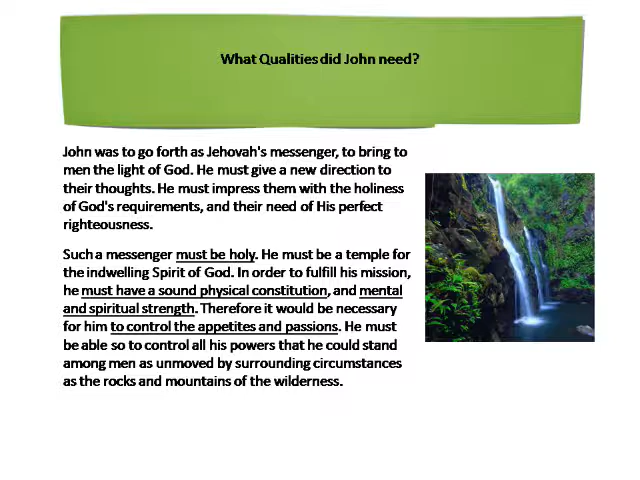 What Qualities did John need?
John was to go forth as Jehovah's messenger, to bring to
men the light of God. He must give a new direction to
their thoughts. He must impress them with the holiness
of God's requirements, and their need of His perfect
righteousness.
Such a messenger must be holy. He must be a temple for
the indwelling Spirit of God. In order to fulfill his mission,
he must have a sound physical constitution, and mental
and spiritual strength. Therefore it would be necessary
for him to control the appetites and passions. He must
be able so to control all his powers that he could stand
among men as unmoved by surrounding circumstances
as the rocks and mountains of the wilderness.